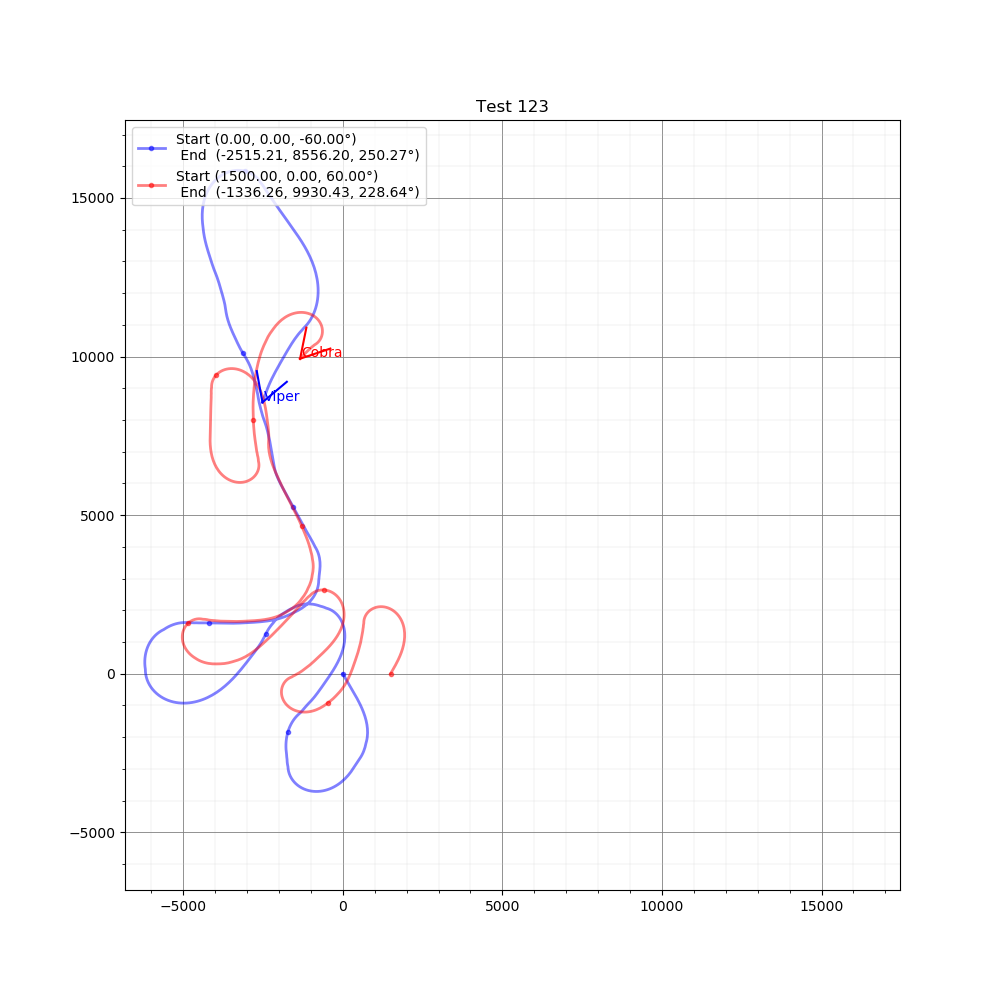 Test 123
Start (0.00, 0.00, -60.00°)
End  (-2515.21, 8556.20, 250.27°)
Start (1500.00, 0.00, 60.00°)
End  (-1336.26, 9930.43, 228.64°)
15000
10000
Cobra
Viper
5000
0
−5000
−5000
0
5000
10000
15000